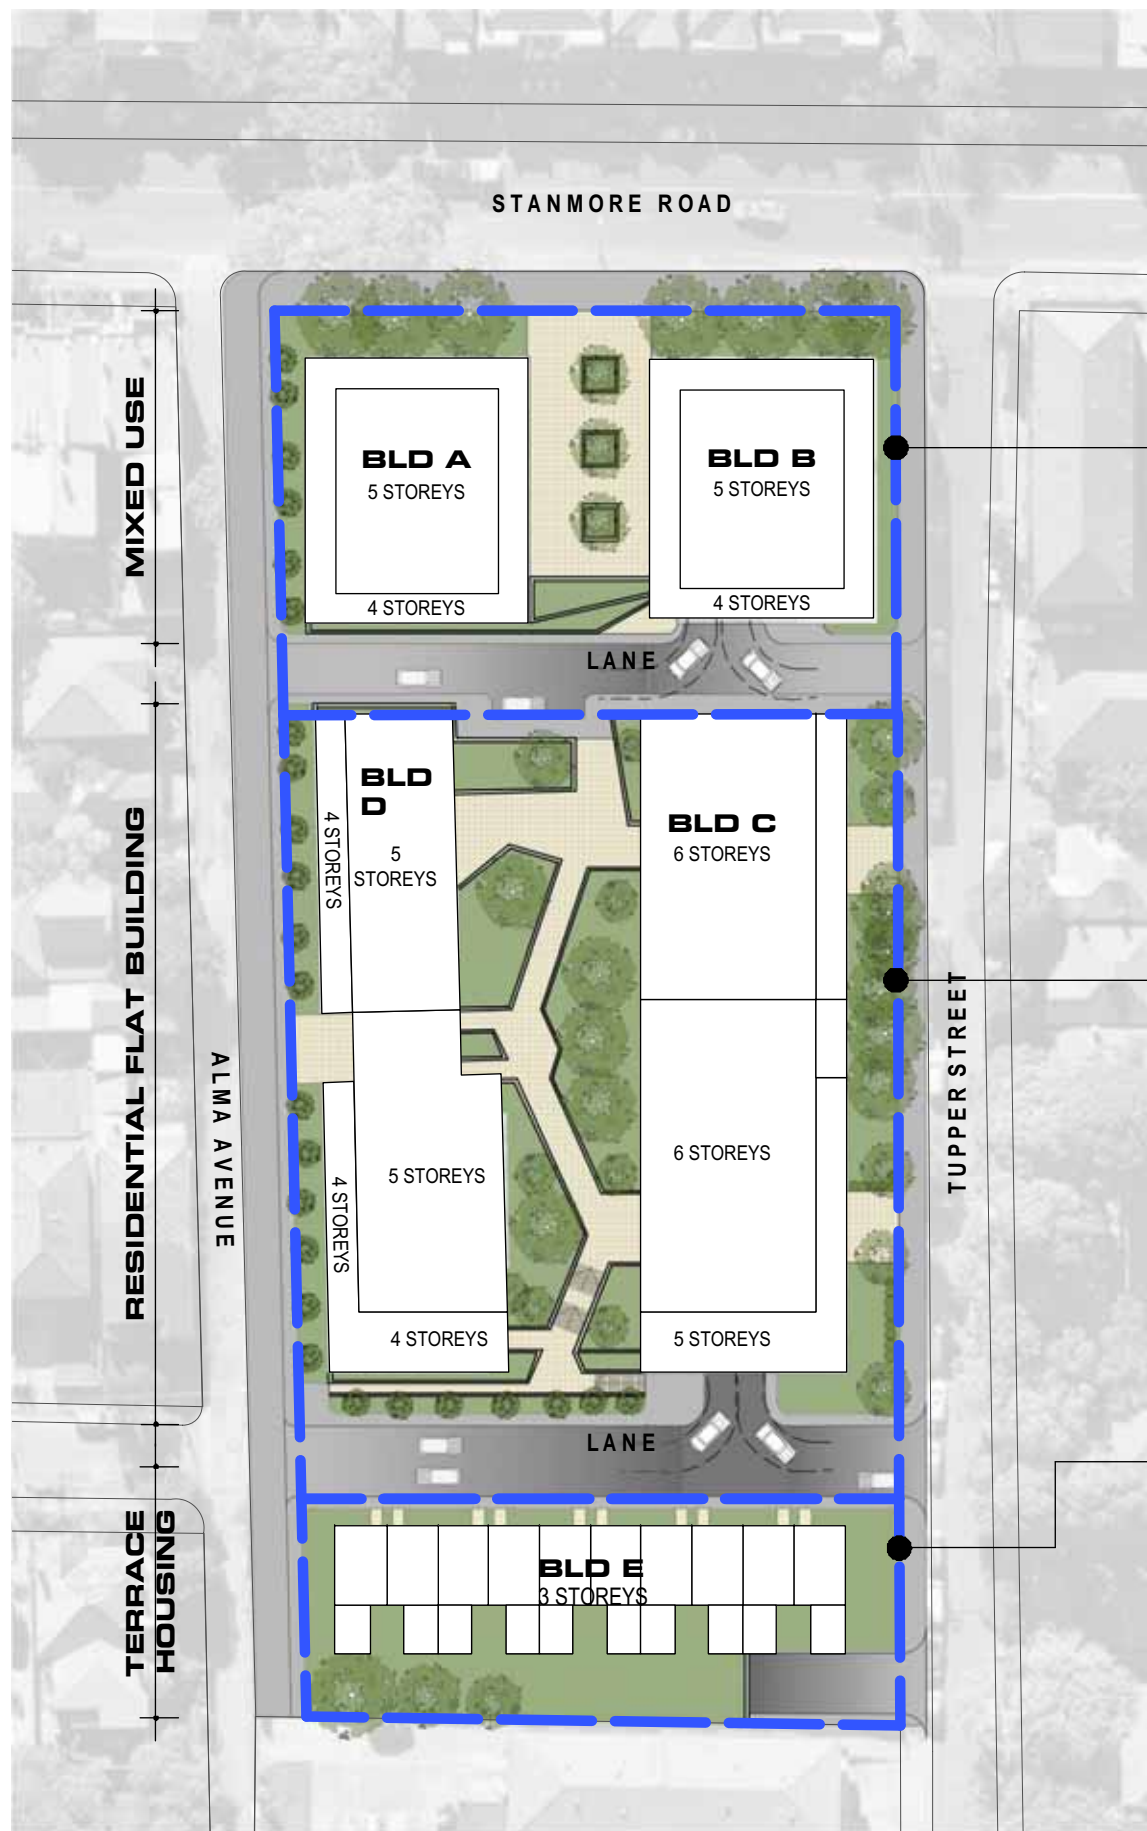 STANMORE ROAD
MIXED USE
BLD A
5 STOREYS
4 STOREYS
BLD B
5 STOREYS
4 STOREYS
LANE
RESIDENTIAL FLAT BUILDING
ALMA AVENUE
BLD
D
5
STOREYS
4 STOREYS
5 STOREYS
4 STOREYS
4 STOREYS
BLD C
6 STOREYS
6 STOREYS
5 STOREYS
TUPPER STREET
LANE
TERRACE
HOUSING
BLD E
3 STOREYS